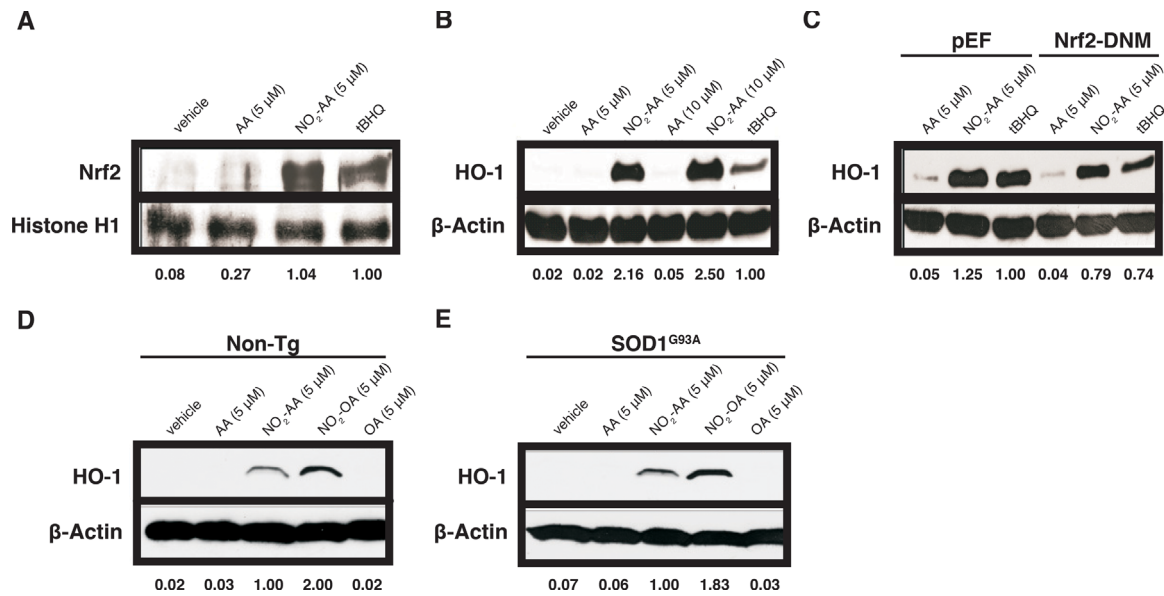 A
vehicle
AA (5 µM)
NO₂-AA (5 µM)
tBHQ
Nrf2
Histone H1
0.08 0.27 1.04 1.00
B
vehicle
AA (5 µM)
NO₂-AA (5 µM)
AA (10 µM)
NO₂-AA (10 µM)
tBHQ
HO-1
β-Actin
0.02 0.02 2.16 0.05 2.50 1.00
C
pEF Nrf2-DNM
AA (5 µM)
NO₂-AA (5 µM)
tBHQ
AA (5 µM)
NO₂-AA (5 µM)
tBHQ
HO-1
β-Actin
0.05 1.25 1.00 0.04 0.79 0.74
D
Non-Tg
vehicle
AA (5 µM)
NO₂-AA (5 µM)
NO₂-OA (5 µM)
OA (5 µM)
HO-1
β-Actin
0.02 0.03 1.00 2.00 0.02
E
SOD1ᴳ⁹³ᴬ
vehicle
AA (5 µM)
NO₂-AA (5 µM)
NO₂-OA (5 µM)
OA (5 µM)
HO-1
β-Actin
0.07 0.06 1.00 1.83 0.03